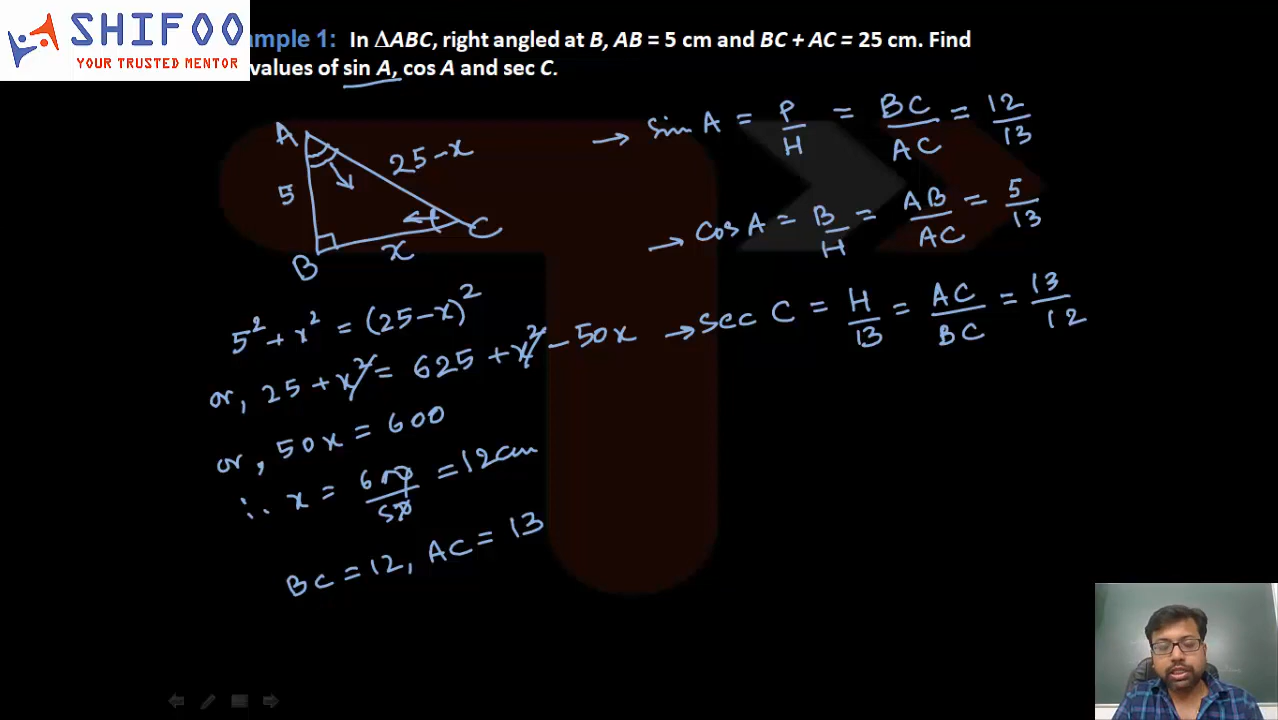 SHIFOO
YOUR TRUSTED MENTOR
ample 1: In ΔABC, right angled at B, AB = 5 cm and BC + AC = 25 cm. Find
values of sin A, cos A and sec C.
A
25-x
5
B
x
C
→ sin A = P/H = BC/AC = 12/13
→ cos A = B/H = AB/AC = 5/13
→ sec C = H/13 = AC/BC = 13/12
5² + x² = (25-x)²
or, 25 + x² = 625 + x² - 50x
or, 50x = 600
∴ x = 600/50 = 12cm
BC = 12, AC = 13